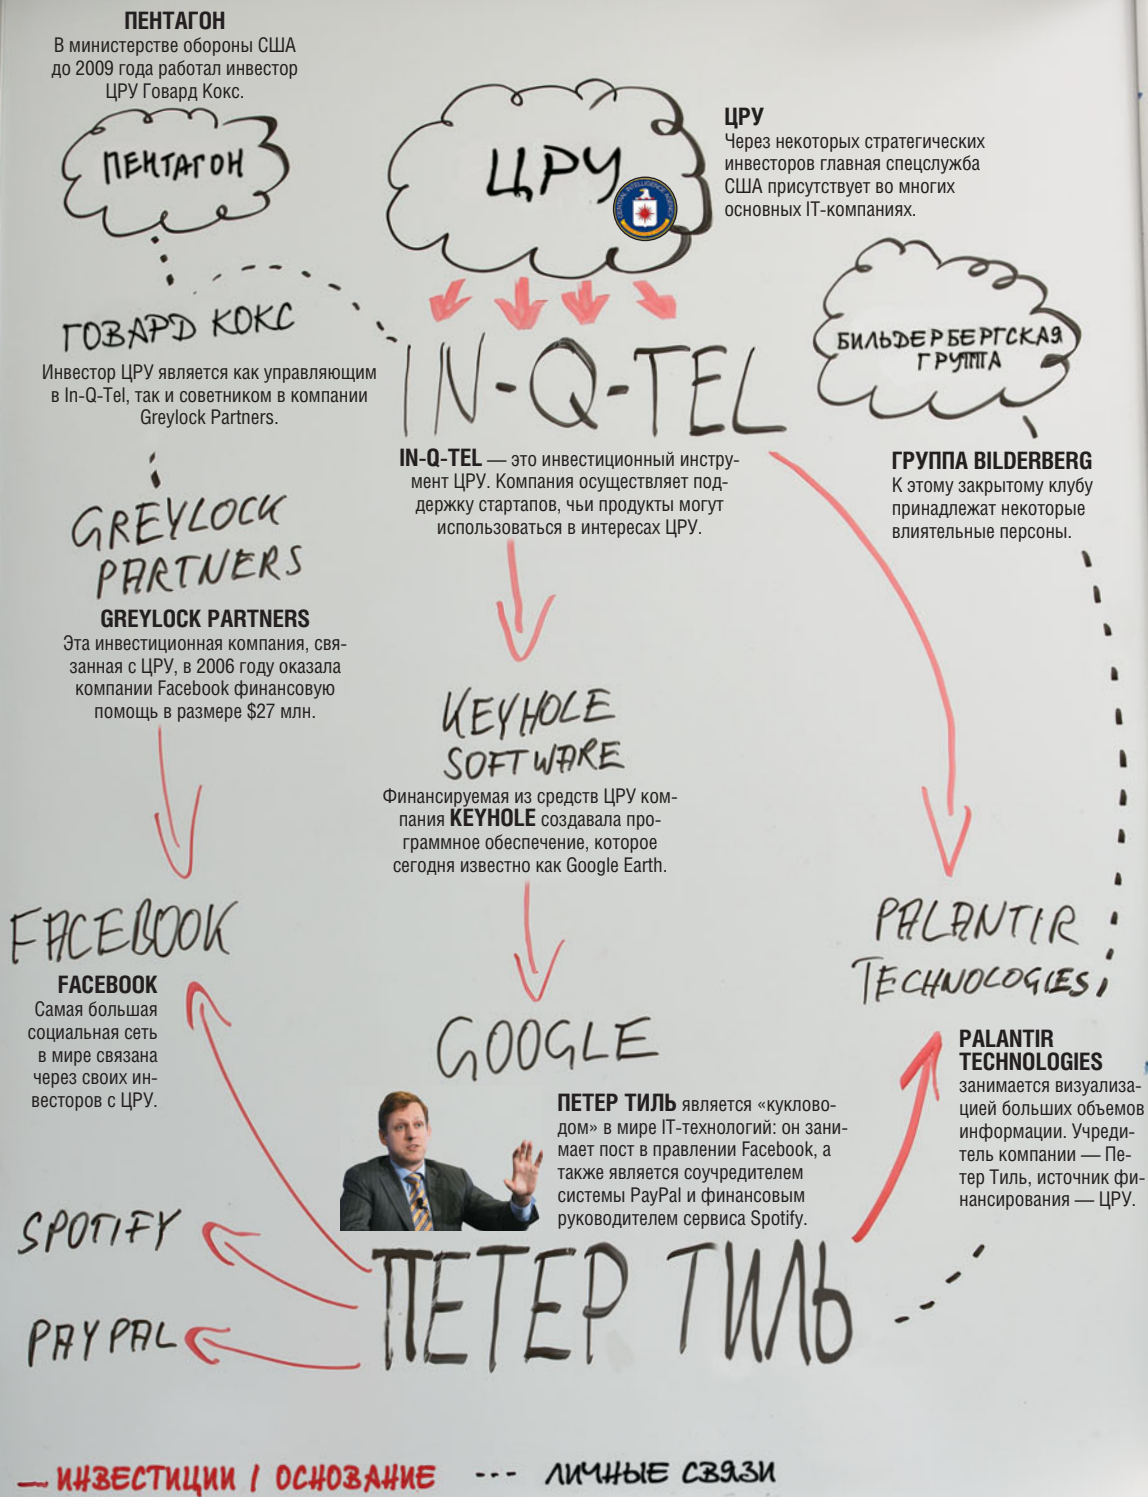 ПЕНТАГОН
В министерстве обороны США
до 2009 года работал инвестор
ЦРУ Говард Кокс.
ПЕНТАГОН
ЦРУ
CENTRAL INTELLIGENCE AGENCY
ЦРУ
Через некоторых стратегических
инвесторов главная спецслужба
США присутствует во многих
основных IT-компаниях.
ГОВАРД КОКС
Инвестор ЦРУ является как управляющим
в In-Q-Tel, так и советником в компании
Greylock Partners.
IN-Q-TEL
IN-Q-TEL — это инвестиционный инстру-
мент ЦРУ. Компания осуществляет под-
держку стартапов, чьи продукты могут
использоваться в интересах ЦРУ.
БИЛЬДЕРБЕРГСКАЯ
ГРУППА
ГРУППА BILDERBERG
К этому закрытому клубу
принадлежат некоторые
влиятельные персоны.
GREYLOCK
PARTNERS
GREYLOCK PARTNERS
Эта инвестиционная компания, свя-
занная с ЦРУ, в 2006 году оказала
компании Facebook финансовую
помощь в размере $27 млн.
KEYHOLE
SOFTWARE
Финансируемая из средств ЦРУ ком-
пания KEYHOLE создавала про-
граммное обеспечение, которое
сегодня известно как Google Earth.
FACEBOOK
FACEBOOK
Самая большая
социальная сеть
в мире связана
через своих ин-
весторов с ЦРУ.
GOOGLE
PALANTIR
TECHNOLOGIES
PALANTIR
TECHNOLOGIES
занимается визуализа-
цией больших объемов
информации. Учреди-
тель компании — Пе-
тер Тиль, источник фи-
нансирования — ЦРУ.
ПЕТЕР ТИЛЬ является «куклово-
дом» в мире IT-технологий: он зани-
мает пост в правлении Facebook, а
также является соучредителем
системы PayPal и финансовым
руководителем сервиса Spotify.
SPOTIFY
PAYPAL
ПЕТЕР ТИЛЬ
— ИНВЕСТИЦИИ / ОСНОВАНИЕ
--- ЛИЧНЫЕ СВЯЗИ